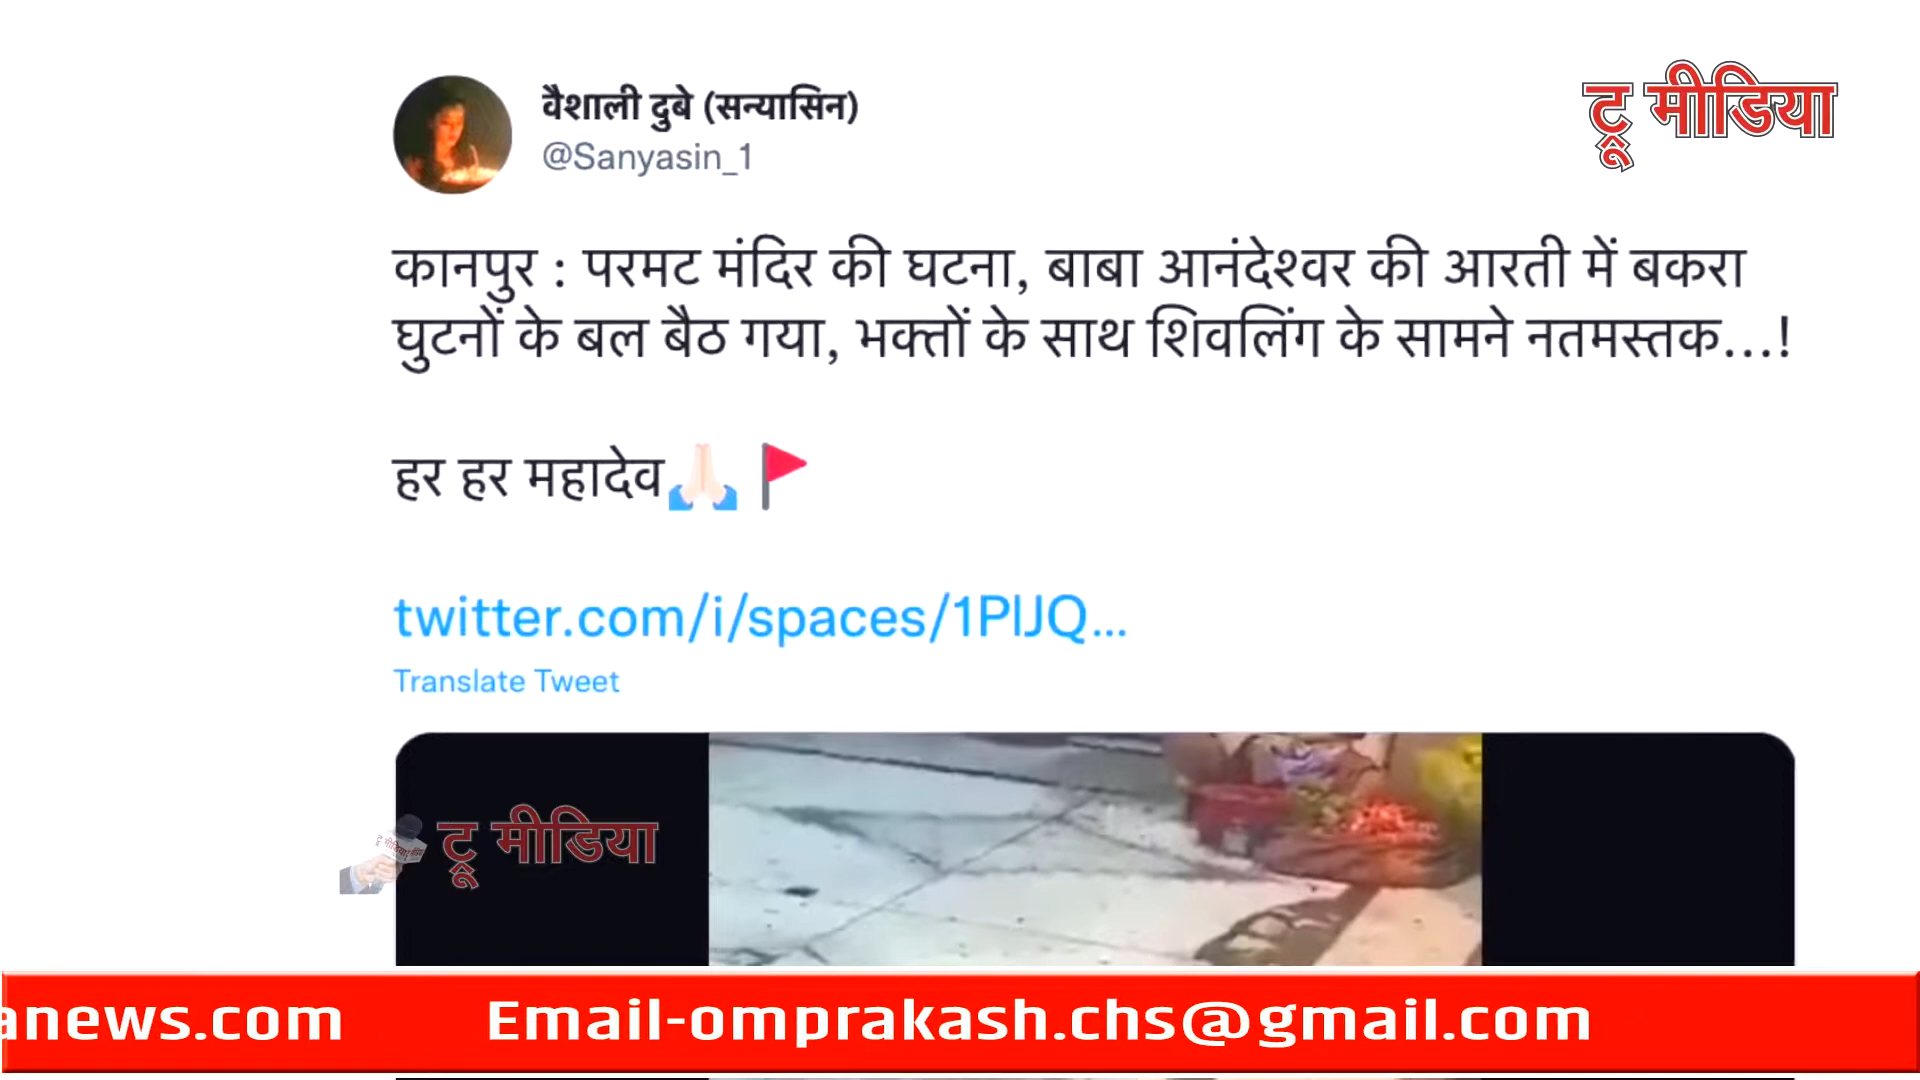 वैशाली दुबे (सन्यासिन)
@Sanyasin_1
ट्रू मीडिया
कानपुर : परमट मंदिर की घटना, बाबा आनंदेश्वर की आरती में बकरा
घुटनों के बल बैठ गया, भक्तों के साथ शिवलिंग के सामने नतमस्तक...!
हर हर महादेव🙏🏻🚩
twitter.com/i/spaces/1PlJQ...
Translate Tweet
ट्रू मीडिया
anews.com Email-omprakash.chs@gmail.com